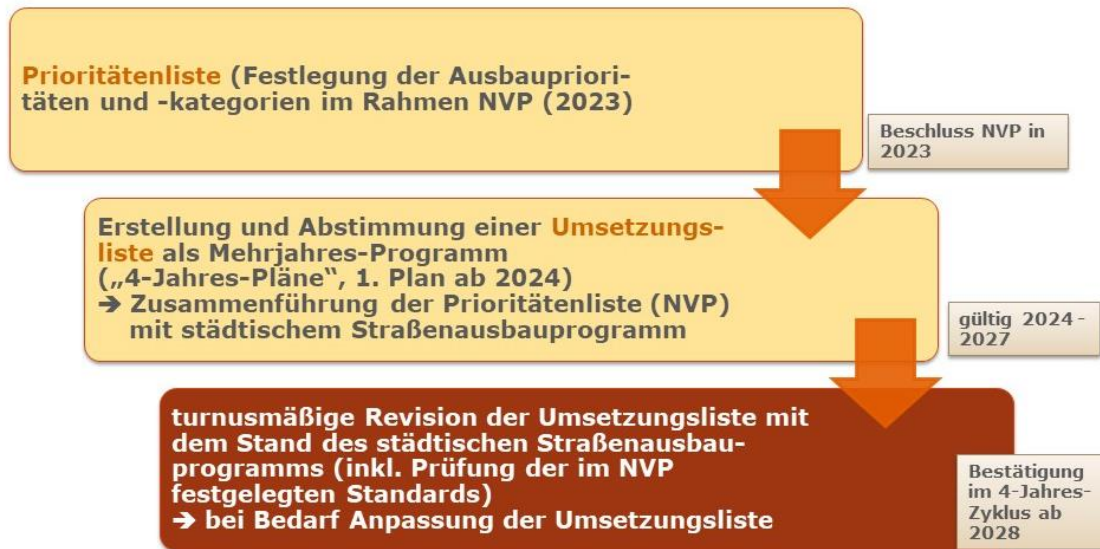 Prioritätenliste (Festlegung der Ausbaupriori-
täten und -kategorien im Rahmen NVP (2023)
Beschluss NVP in
2023
Erstellung und Abstimmung einer Umsetzungs-
liste als Mehrjahres-Programm
(„4-Jahres-Pläne“, 1. Plan ab 2024)
➔ Zusammenführung der Prioritätenliste (NVP)
mit städtischem Straßenausbauprogramm
gültig 2024 -
2027
turnusmäßige Revision der Umsetzungsliste mit
dem Stand des städtischen Straßenausbau-
programms (inkl. Prüfung der im NVP
festgelegten Standards)
➔ bei Bedarf Anpassung der Umsetzungsliste
Bestätigung
im 4-Jahres-
Zyklus ab
2028